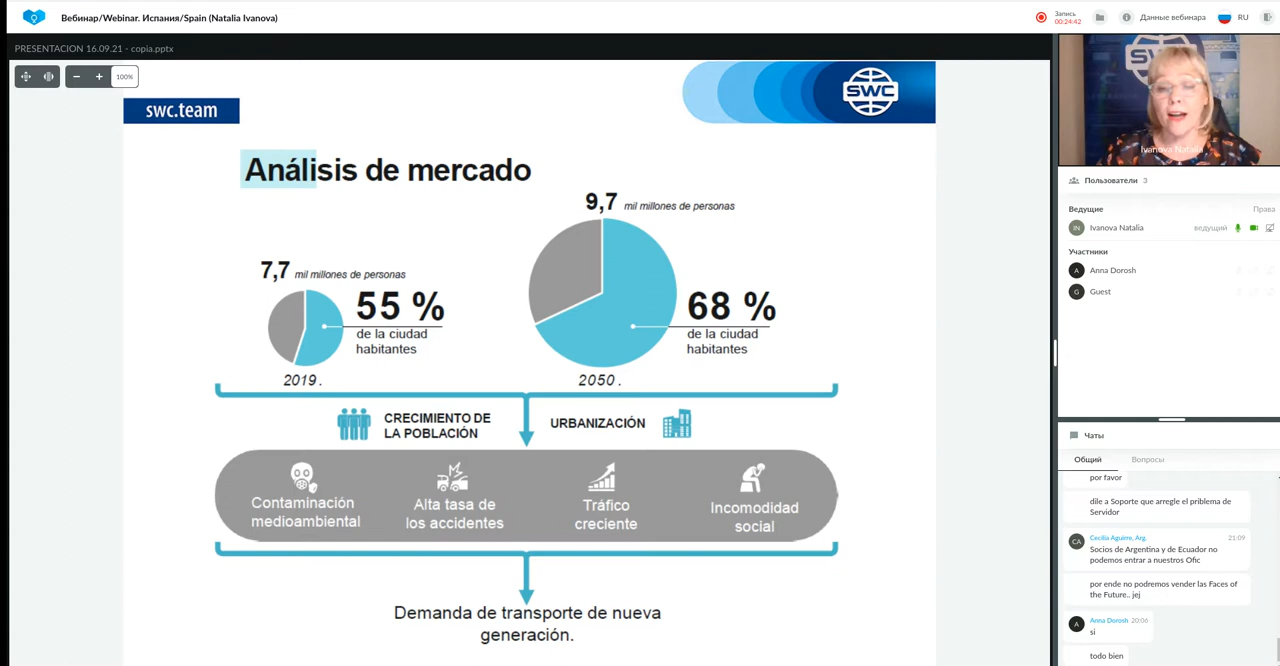 Вебинар/Webinar. Испания/Spain (Natalia Ivanova)
Запись
00:24:42
Данные вебинара
RU
PRESENTACION 16.09.21 - copia.pptx
100%
swc.team
SWC
Análisis de mercado
9,7 mil millones de personas
7,7 mil millones de personas
55 %
de la ciudad
habitantes
68 %
de la ciudad
habitantes
2019.
2050.
CRECIMIENTO DE
LA POBLACIÓN
URBANIZACIÓN
Contaminación
medioambiental
Alta tasa de
los accidentes
Tráfico
creciente
Incomodidad
social
Demanda de transporte de nueva
generación.
Ivanova Natalia
Пользователи 3
Ведущие
Права
IN Ivanova Natalia ведущий
Участники
A Anna Dorosh
G Guest
Чаты
Общий
Вопросы
por favor
dile a Soporte que arregle el priblema de
Servidor
CA Cecilia Aguirre, Arg. 21:09
Socios de Argentina y de Ecuador no
podemos entrar a nuestros Ofic
por ende no podremos vender las Faces of
the Future.. jej
A Anna Dorosh 20:06
si
todo bien